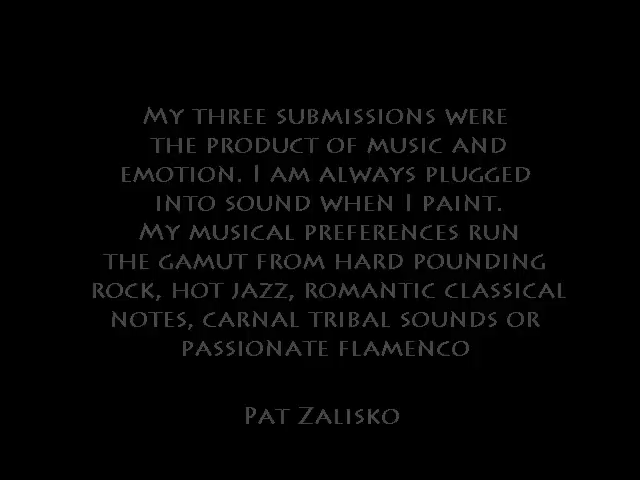 My three submissions were
the product of music and
emotion. I am always plugged
into sound when I paint.
My musical preferences run
the gamut from hard pounding
rock, hot jazz, romantic classical
notes, carnal tribal sounds or
passionate flamenco
Pat Zalisko